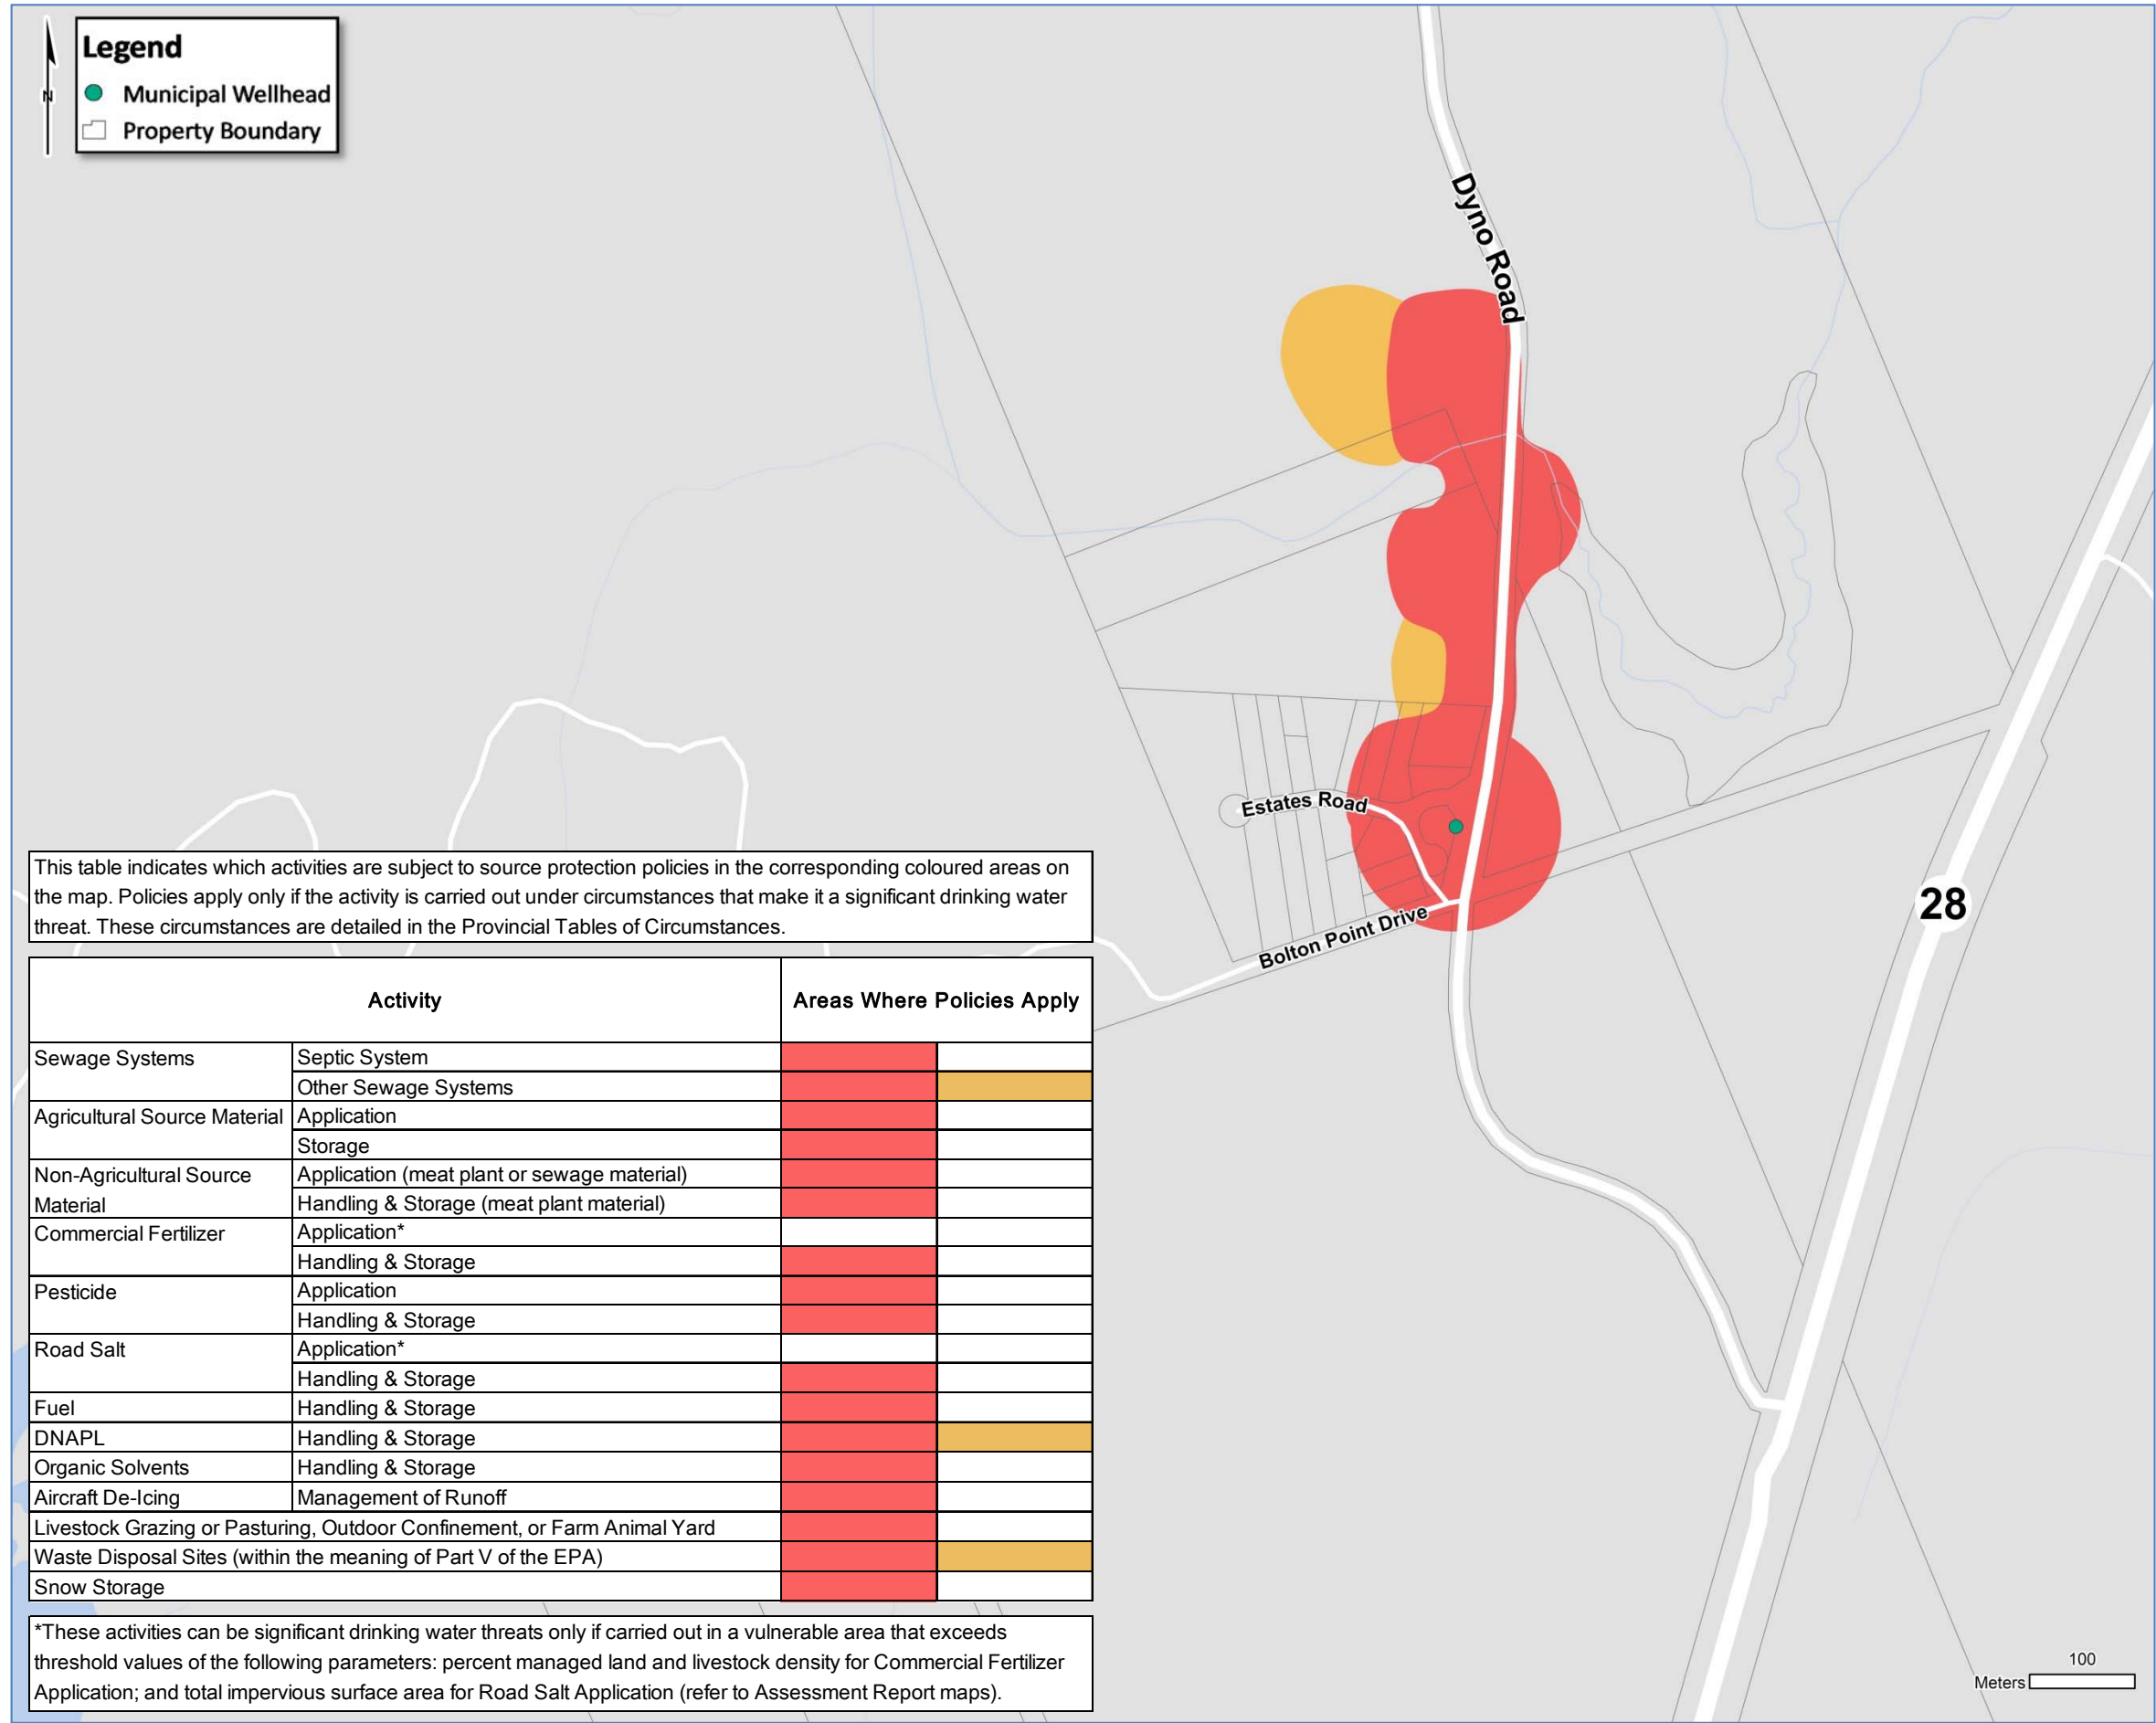 Legend
N
Municipal Wellhead
Property Boundary
Dyno Road
Estates Road
Bolton Point Drive
28
This table indicates which activities are subject to source protection policies in the corresponding coloured areas on
the map. Policies apply only if the activity is carried out under circumstances that make it a significant drinking water
threat. These circumstances are detailed in the Provincial Tables of Circumstances.
Activity Areas Where Policies Apply
Sewage Systems Septic System
Other Sewage Systems
Agricultural Source Material Application
Storage
Non-Agricultural Source Application (meat plant or sewage material)
Material Handling & Storage (meat plant material)
Commercial Fertilizer Application*
Handling & Storage
Pesticide Application
Handling & Storage
Road Salt Application*
Handling & Storage
Fuel Handling & Storage
DNAPL Handling & Storage
Organic Solvents Handling & Storage
Aircraft De-Icing Management of Runoff
Livestock Grazing or Pasturing, Outdoor Confinement, or Farm Animal Yard
Waste Disposal Sites (within the meaning of Part V of the EPA)
Snow Storage
*These activities can be significant drinking water threats only if carried out in a vulnerable area that exceeds
threshold values of the following parameters: percent managed land and livestock density for Commercial Fertilizer
Application; and total impervious surface area for Road Salt Application (refer to Assessment Report maps).
100
Meters